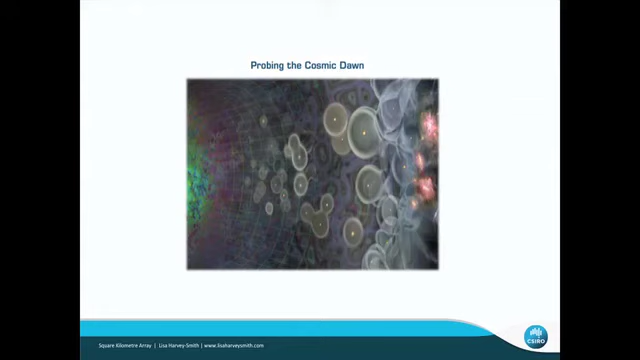 Probing the Cosmic Dawn
Square Kilometre Array | Lisa Harvey-Smith | www.lisaharveysmith.com
CSIRO